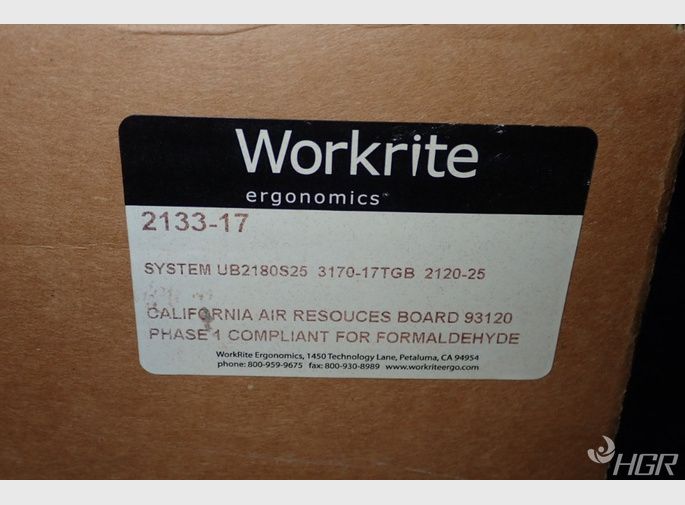 Workrite
ergonomics
2133-17
SYSTEM UB2180S25 3170-17TGB 2120-25
CALIFORNIA AIR RESOUCES BOARD 93120
PHASE 1 COMPLIANT FOR FORMALDEHYDE
WorkRite Ergonomics, 1450 Technology Lane, Petaluma, CA 94954
phone: 800-959-9675 fax: 800-930-8989 www.workriteergo.com
HGR